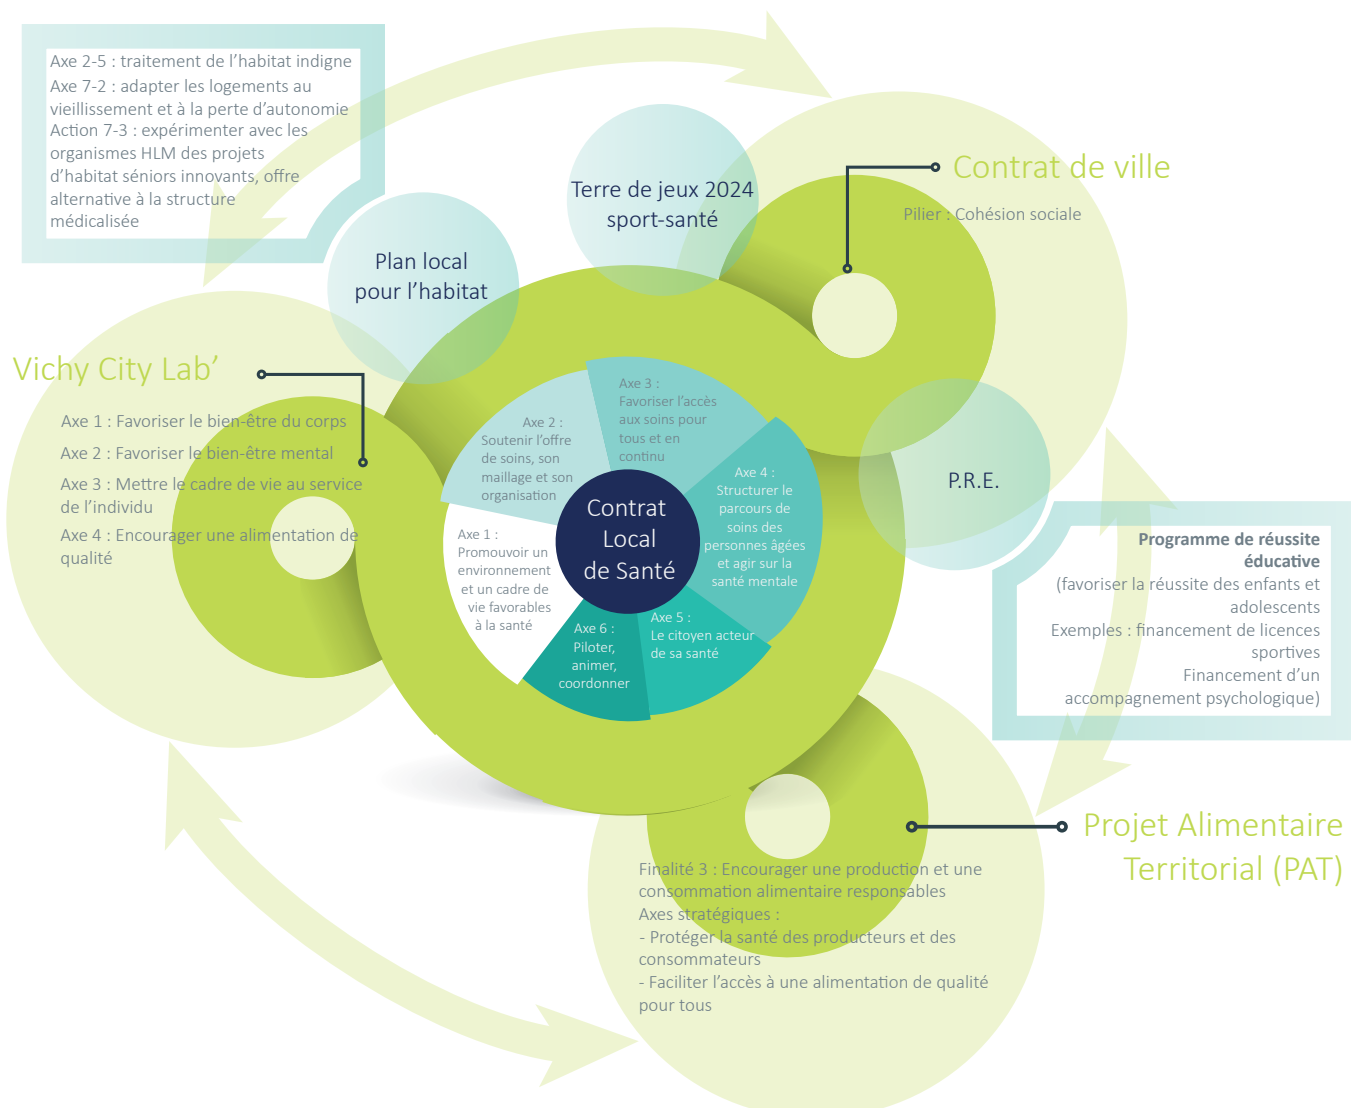 Axe 2-5 : traitement de l’habitat indigne
Axe 7-2 : adapter les logements au
vieillissement et à la perte d’autonomie
Action 7-3 : expérimenter avec les
organismes HLM des projets
d’habitat séniors innovants, offre
alternative à la structure
médicalisée
Plan local
pour l’habitat
Terre de jeux 2024
sport-santé
Contrat de ville
Pilier : Cohésion sociale
Vichy City Lab’
Axe 1 : Favoriser le bien-être du corps
Axe 2 : Favoriser le bien-être mental
Axe 3 : Mettre le cadre de vie au service
de l’individu
Axe 4 : Encourager une alimentation de
qualité
Axe 1 :
Promouvoir un
environnement
et un cadre de
vie favorables
à la santé
Axe 2 :
Soutenir l’offre
de soins, son
maillage et son
organisation
Axe 3 :
Favoriser l’accès
aux soins pour
tous et en
continu
Axe 4 :
Structurer le
parcours de
soins des
personnes âgées
et agir sur la
santé mentale
Axe 5 :
Le citoyen acteur
de sa santé
Axe 6 :
Piloter,
animer,
coordonner
Contrat
Local
de Santé
P.R.E.
Programme de réussite
éducative
(favoriser la réussite des enfants et
adolescents
Exemples : financement de licences
sportives
Financement d’un
accompagnement psychologique)
Projet Alimentaire
Territorial (PAT)
Finalité 3 : Encourager une production et une
consommation alimentaire responsables
Axes stratégiques :
- Protéger la santé des producteurs et des
consommateurs
- Faciliter l’accès à une alimentation de qualité
pour tous